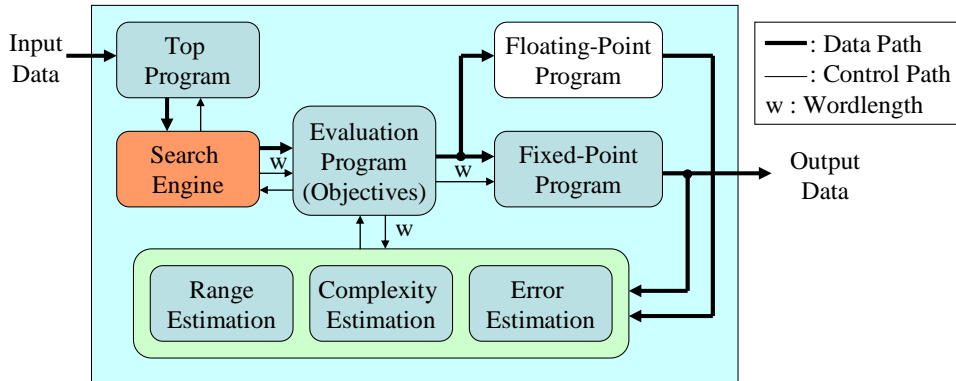 Input
Data
Top
Program
Search
Engine
w
Evaluation
Program
(Objectives)
w
w
Floating-Point
Program
Fixed-Point
Program
Range
Estimation
Complexity
Estimation
Error
Estimation
: Data Path
: Control Path
w : Wordlength
Output
Data